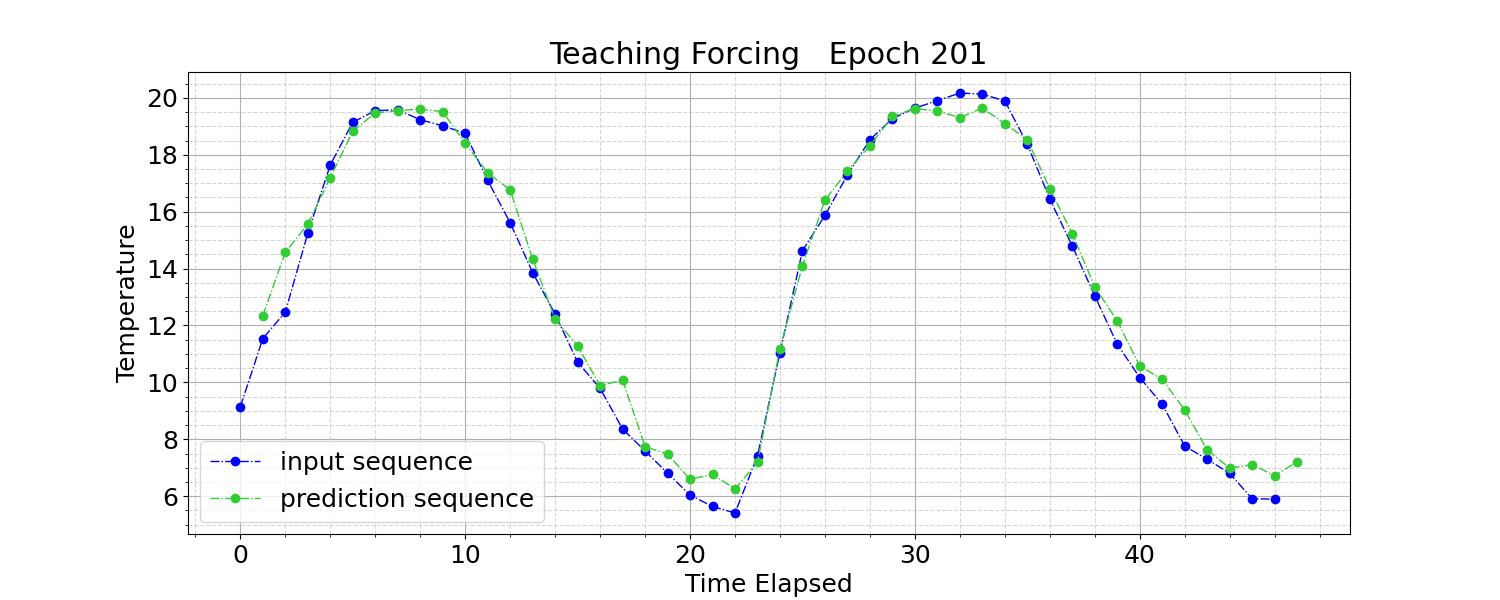 Teaching Forcing   Epoch 201
20
18
16
14
12
10
8
6
Temperature
input sequence
prediction sequence
0 10 20 30 40
Time Elapsed